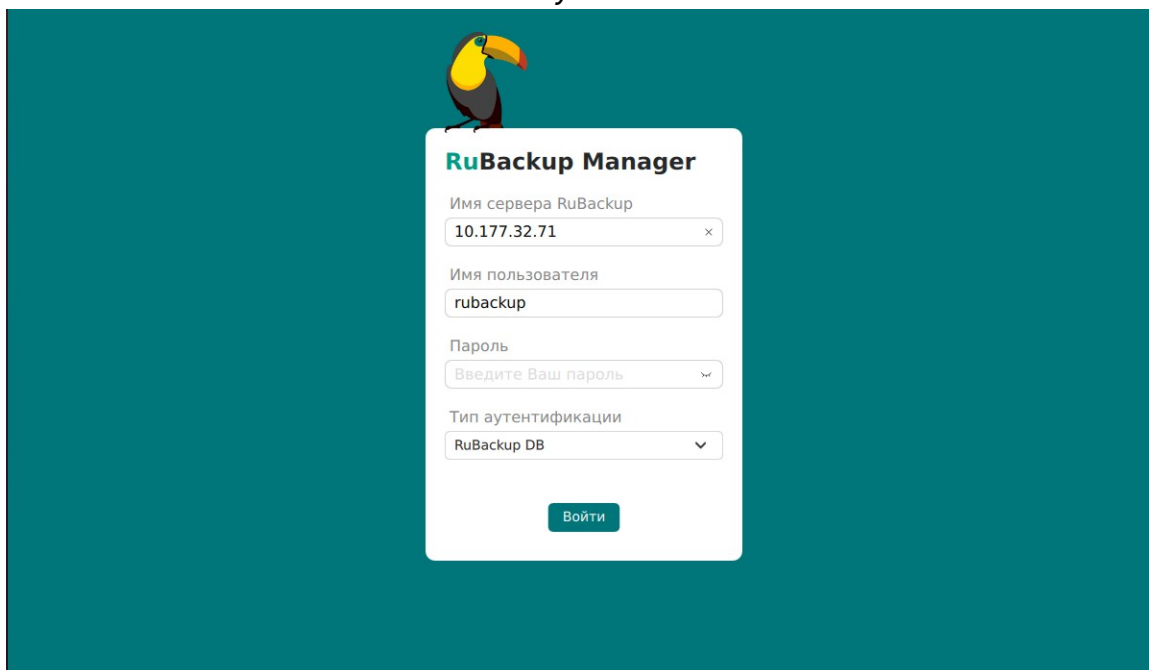 RuBackup Manager
Имя сервера RuBackup
10.177.32.71
Имя пользователя
rubackup
Пароль
Введите Ваш пароль
Тип аутентификации
RuBackup DB
Войти